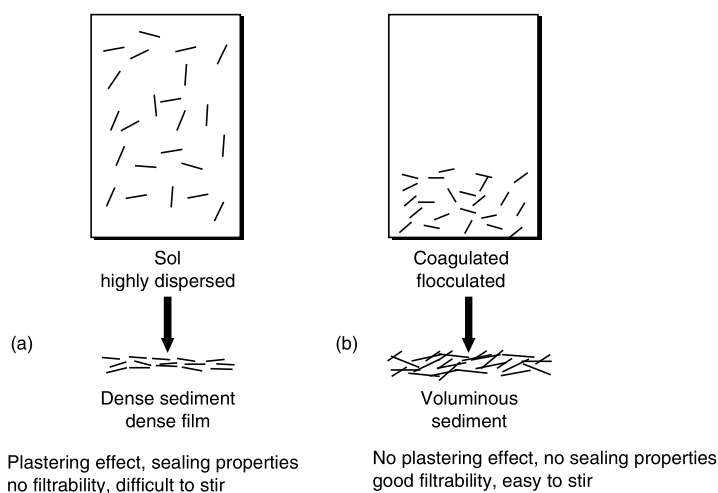 Sol
highly dispersed
Coagulated
flocculated
(a)
(b)
Dense sediment
dense film
Voluminous
sediment
Plastering effect, sealing properties
no filtrability, difficult to stir
No plastering effect, no sealing properties
good filtrability, easy to stir